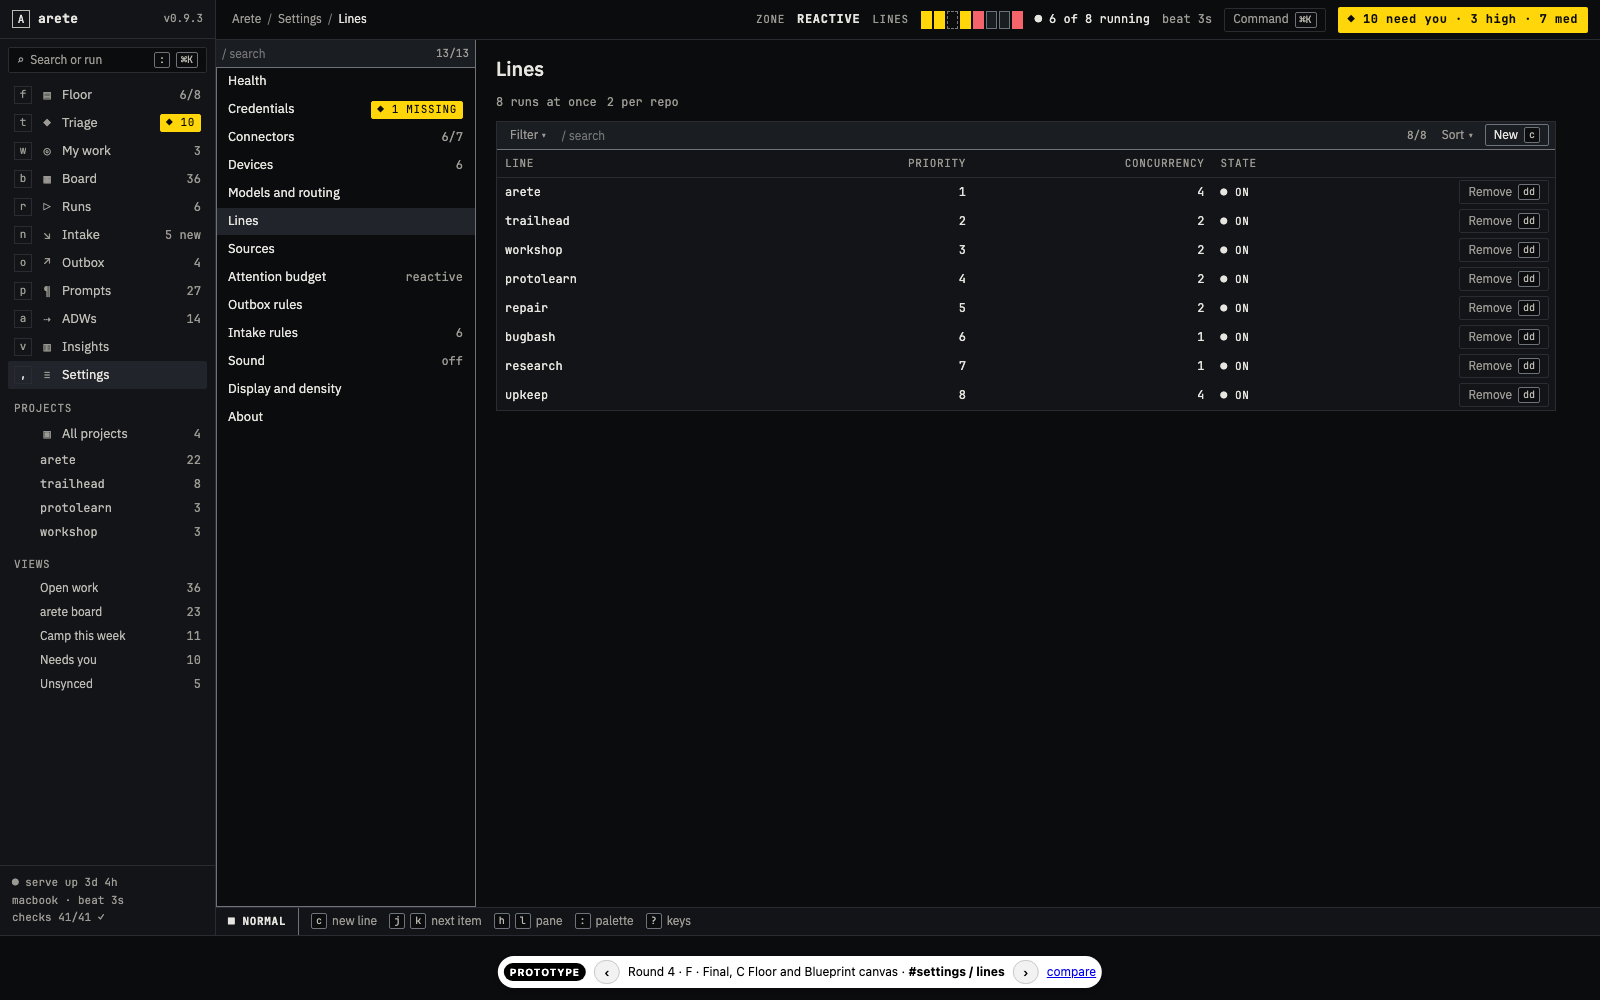 A arete v0.9.3
Search or run : ⌘K
f Floor 6/8
t Triage ◆ 10
w My work 3
b Board 36
r Runs 6
n Intake 5 new
o Outbox 4
p ¶ Prompts 27
a ADWs 14
v Insights
, Settings
PROJECTS
All projects 4
arete 22
trailhead 8
protolearn 3
workshop 3
VIEWS
Open work 36
arete board 23
Camp this week 11
Needs you 10
Unsynced 5
● serve up 3d 4h
macbook · beat 3s
checks 41/41 ✓
Arete / Settings / Lines
ZONE REACTIVE LINES ● 6 of 8 running beat 3s Command ⌘K ◆ 10 need you · 3 high · 7 med
/ search 13/13
Health
Credentials ◆ 1 MISSING
Connectors 6/7
Devices 6
Models and routing
Lines
Sources
Attention budget reactive
Outbox rules
Intake rules 6
Sound off
Display and density
About
Lines
8 runs at once 2 per repo
Filter ▾ / search 8/8 Sort ▾ New c
LINE PRIORITY CONCURRENCY STATE
arete 1 4 ● ON Remove dd
trailhead 2 2 ● ON Remove dd
workshop 3 2 ● ON Remove dd
protolearn 4 2 ● ON Remove dd
repair 5 2 ● ON Remove dd
bugbash 6 1 ● ON Remove dd
research 7 1 ● ON Remove dd
upkeep 8 4 ● ON Remove dd
■ NORMAL c new line j k next item h l pane : palette ? keys
PROTOTYPE ‹ Round 4 · F · Final, C Floor and Blueprint canvas · #settings / lines › compare